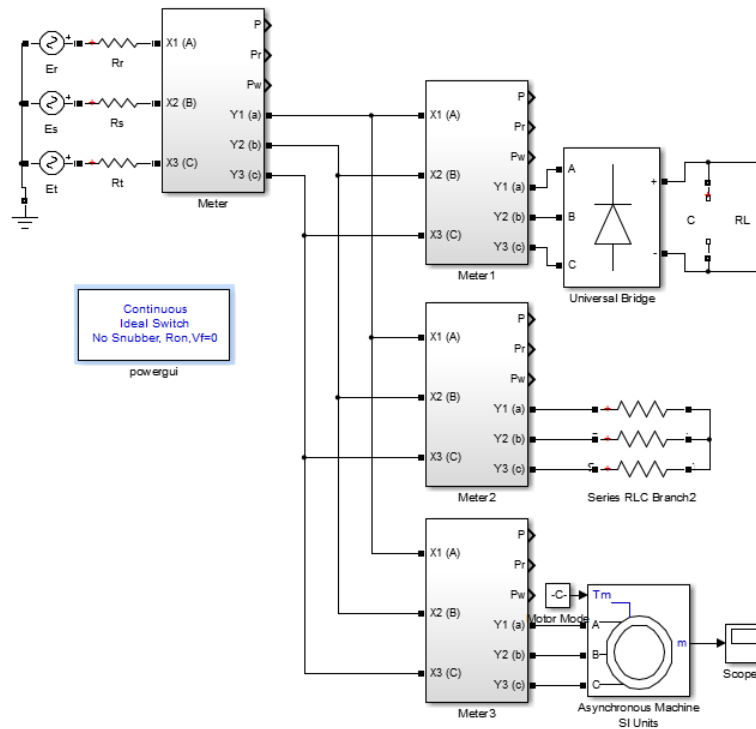 Er
Rr
Es
Rs
Et
Rt
X1 (A)
X2 (B)
X3 (C)
P
Pr
Pw
Y1 (a)
Y2 (b)
Y3 (c)
Meter
Continuous
Ideal Switch
No Snubber, Ron,Vf=0
powergui
X1 (A)
X2 (B)
X3 (C)
P
Pr
Pw
Y1 (a)
Y2 (b)
Y3 (c)
Meter1
A
B
C
+
-
Universal Bridge
C
RL
X1 (A)
X2 (B)
X3 (C)
P
Pr
Pw
Y1 (a)
Y2 (b)
Y3 (c)
Meter2
Series RLC Branch2
X1 (A)
X2 (B)
X3 (C)
P
Pr
Pw
Y1 (a)
Y2 (b)
Y3 (c)
Meter3
-C-
Motor Mode
Tm
A
B
C
m
Asynchronous Machine
SI Units
Scope